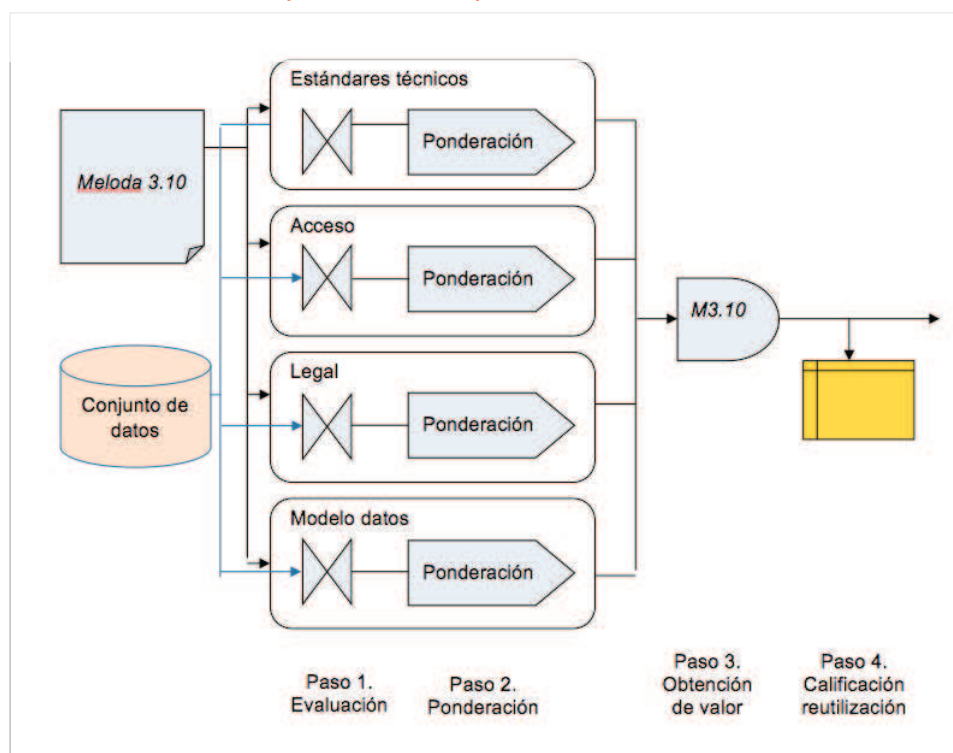 Estándares técnicos
Ponderación
Meloda 3.10
Acceso
Ponderación
M3.10
Conjunto de
datos
Legal
Ponderación
Modelo datos
Ponderación
Paso 1.
Evaluación
Paso 2.
Ponderación
Paso 3.
Obtención
de valor
Paso 4.
Calificación
reutilización